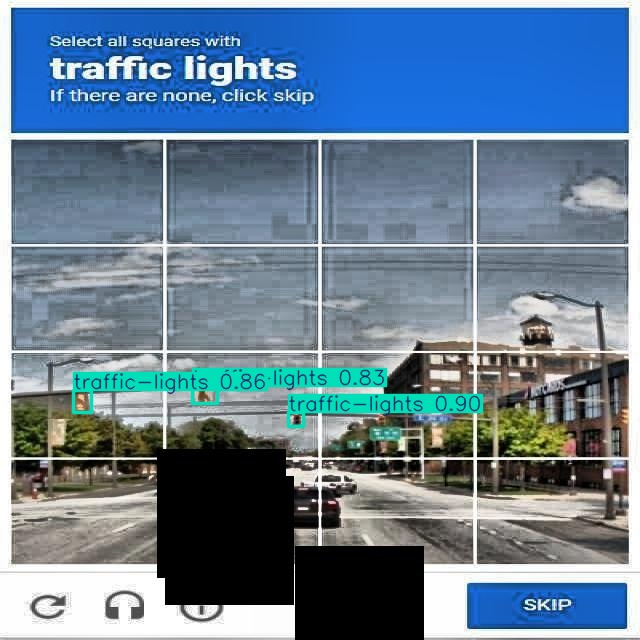 Select all squares with
traffic lights
If there are none, click skip
traffic-lights 0.86
lights 0.83
traffic-lights 0.90
SKIP